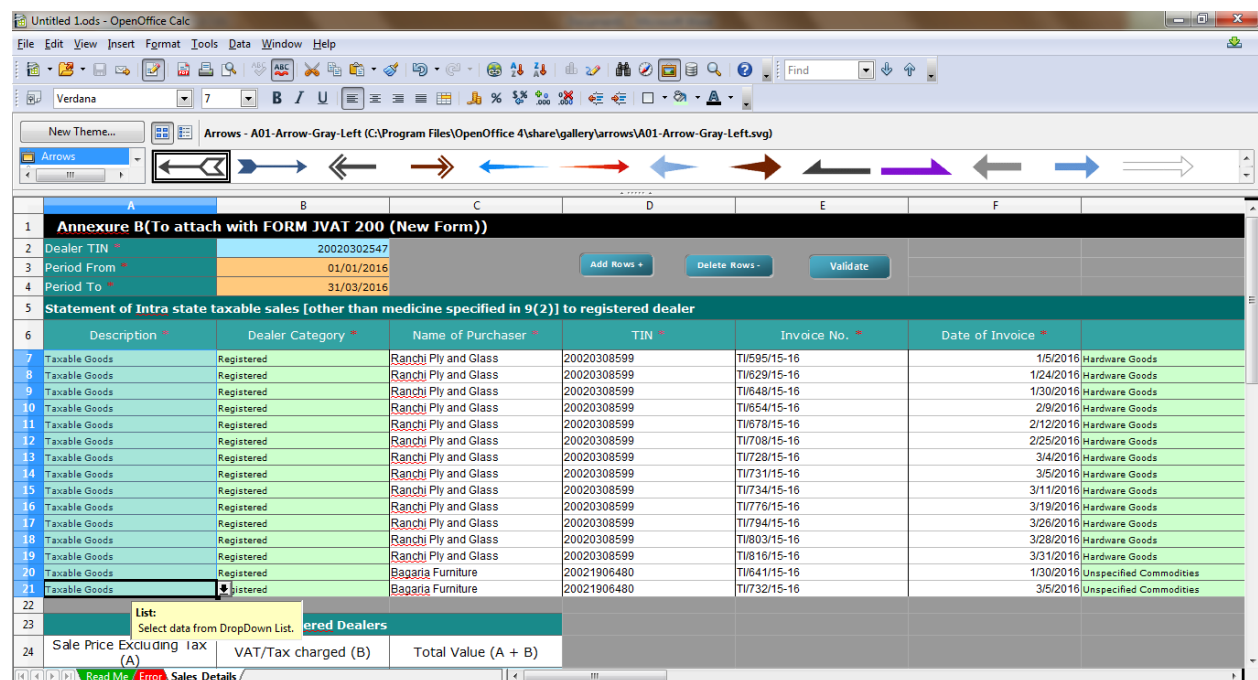 Untitled 1.ods - OpenOffice Calc
File Edit View Insert Format Tools Data Window Help
Find
Verdana 7
New Theme... Arrows - A01-Arrow-Gray-Left (C:\Program Files\OpenOffice 4\share\gallery\arrows\A01-Arrow-Gray-Left.svg)
Arrows
A B C D E F
1 Annexure B(To attach with FORM JVAT 200 (New Form))
2 Dealer TIN * 20020302547
3 Period From * 01/01/2016 Add Rows + Delete Rows - Validate
4 Period To * 31/03/2016
5 Statement of Intra state taxable sales [other than medicine specified in 9(2)] to registered dealer
6 Description * Dealer Category * Name of Purchaser * TIN * Invoice No. * Date of Invoice *
7 Taxable Goods Registered Ranchi Ply and Glass 20020308599 TI/595/15-16 1/5/2016 Hardware Goods
8 Taxable Goods Registered Ranchi Ply and Glass 20020308599 TI/629/15-16 1/24/2016 Hardware Goods
9 Taxable Goods Registered Ranchi Ply and Glass 20020308599 TI/648/15-16 1/30/2016 Hardware Goods
10 Taxable Goods Registered Ranchi Ply and Glass 20020308599 TI/654/15-16 2/9/2016 Hardware Goods
11 Taxable Goods Registered Ranchi Ply and Glass 20020308599 TI/678/15-16 2/12/2016 Hardware Goods
12 Taxable Goods Registered Ranchi Ply and Glass 20020308599 TI/708/15-16 2/25/2016 Hardware Goods
13 Taxable Goods Registered Ranchi Ply and Glass 20020308599 TI/728/15-16 3/4/2016 Hardware Goods
14 Taxable Goods Registered Ranchi Ply and Glass 20020308599 TI/731/15-16 3/5/2016 Hardware Goods
15 Taxable Goods Registered Ranchi Ply and Glass 20020308599 TI/734/15-16 3/11/2016 Hardware Goods
16 Taxable Goods Registered Ranchi Ply and Glass 20020308599 TI/776/15-16 3/19/2016 Hardware Goods
17 Taxable Goods Registered Ranchi Ply and Glass 20020308599 TI/794/15-16 3/26/2016 Hardware Goods
18 Taxable Goods Registered Ranchi Ply and Glass 20020308599 TI/803/15-16 3/28/2016 Hardware Goods
19 Taxable Goods Registered Ranchi Ply and Glass 20020308599 TI/816/15-16 3/31/2016 Hardware Goods
20 Taxable Goods Registered Bagaria Furniture 20021906480 TI/641/15-16 1/30/2016 Unspecified Commodities
21 Taxable Goods gistered Bagaria Furniture 20021906480 TI/732/15-16 3/5/2016 Unspecified Commodities
22
List:
23 Select data from DropDown List. ered Dealers
24 Sale Price Excluding Tax (A) VAT/Tax charged (B) Total Value (A + B)
Read Me Error Sales Details